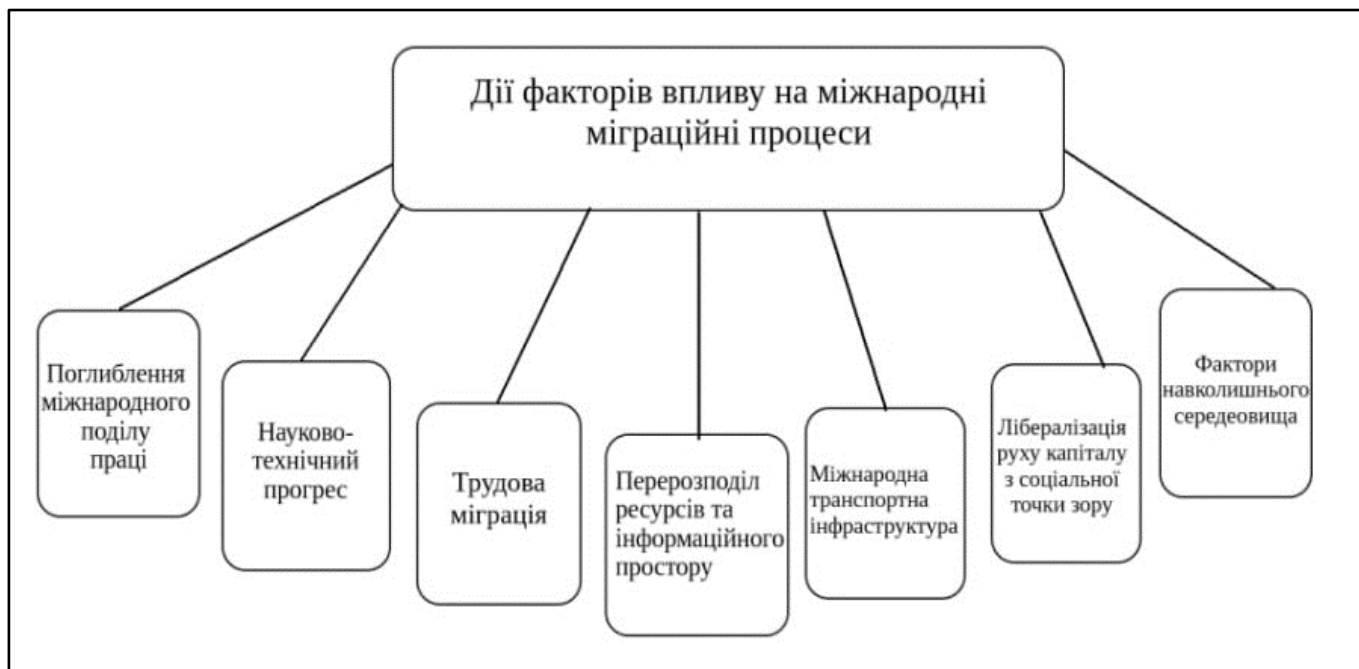 Дії факторів впливу на міжнародні
міграційні процеси
Поглиблення
міжнародного
поділу
праці
Науково-
технічний
прогрес
Трудова
міграція
Перерозподіл
ресурсів та
інформаційного
простору
Міжнародна
транспортна
інфраструктура
Лібералізація
руху капіталу
з соціальної
точки зору
Фактори
навколишнього
середеовища